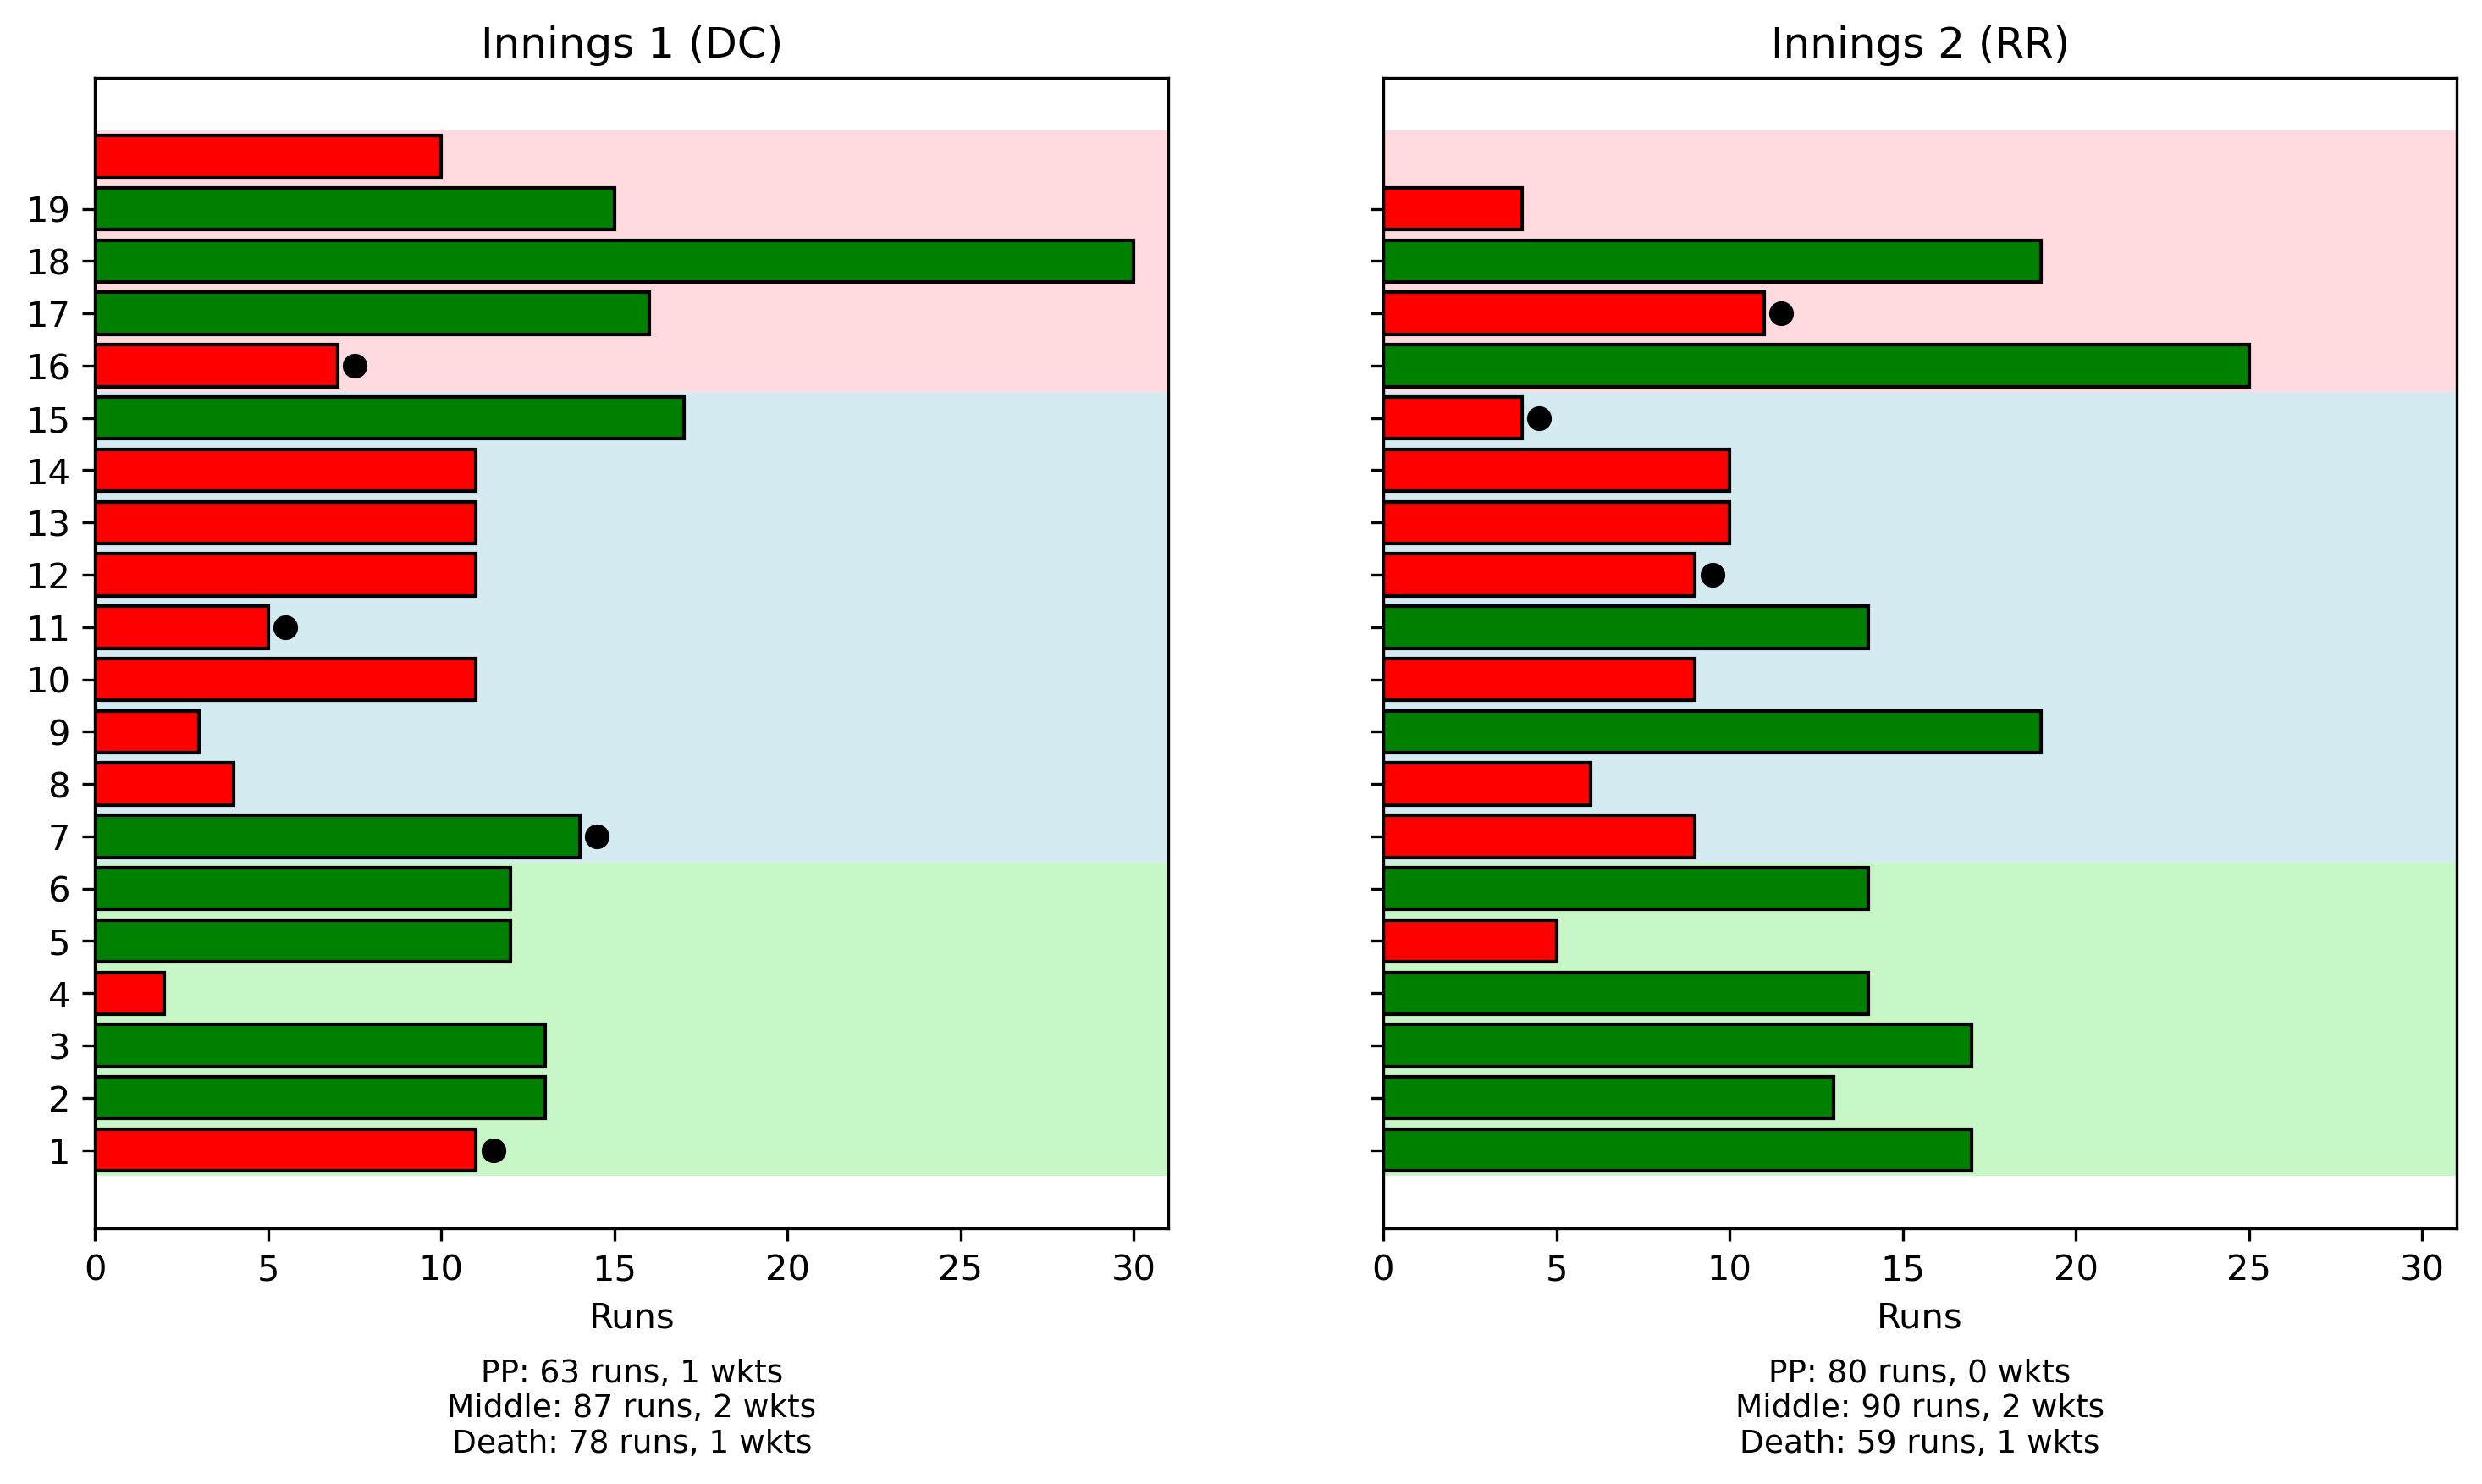 Innings 1 (DC)
19
18
17
16
15
14
13
12
11
10
9
8
7
6
5
4
3
2
1
0 5 10 15 20 25 30
Runs
PP: 63 runs, 1 wkts
Middle: 87 runs, 2 wkts
Death: 78 runs, 1 wkts
Innings 2 (RR)
0 5 10 15 20 25 30
Runs
PP: 80 runs, 0 wkts
Middle: 90 runs, 2 wkts
Death: 59 runs, 1 wkts